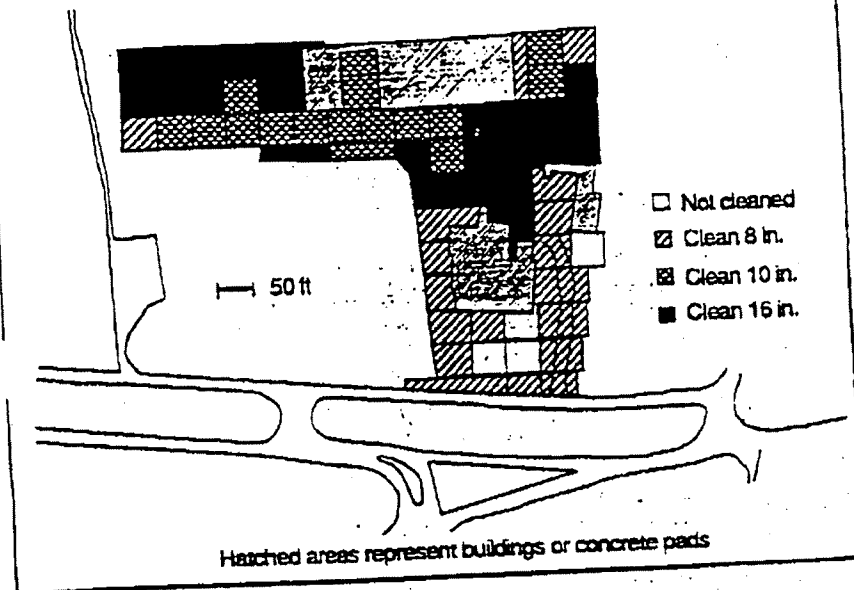 Not cleaned
Clean 8 in.
Clean 10 in.
Clean 16 in.
50 ft
Hatched areas represent buildings or concrete pads